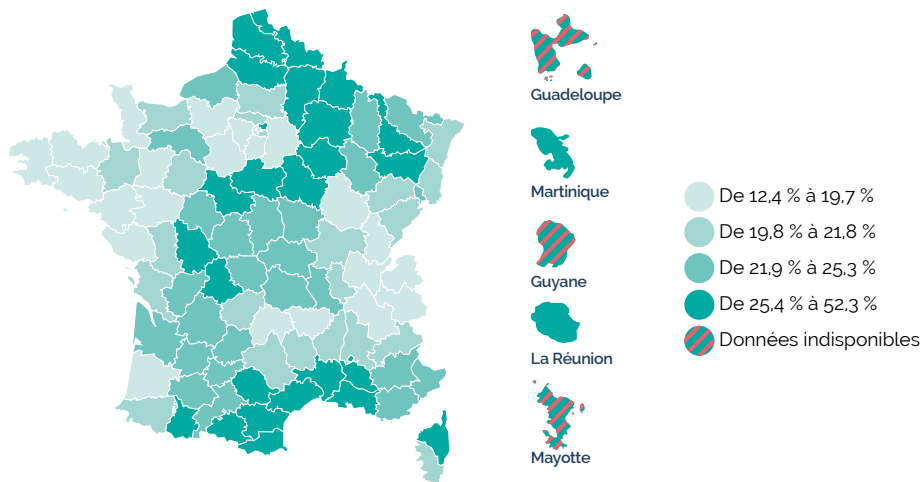 Guadeloupe
Martinique
Guyane
La Réunion
Mayotte
De 12,4 % à 19,7 %
De 19,8 % à 21,8 %
De 21,9 % à 25,3 %
De 25,4 % à 52,3 %
Données indisponibles